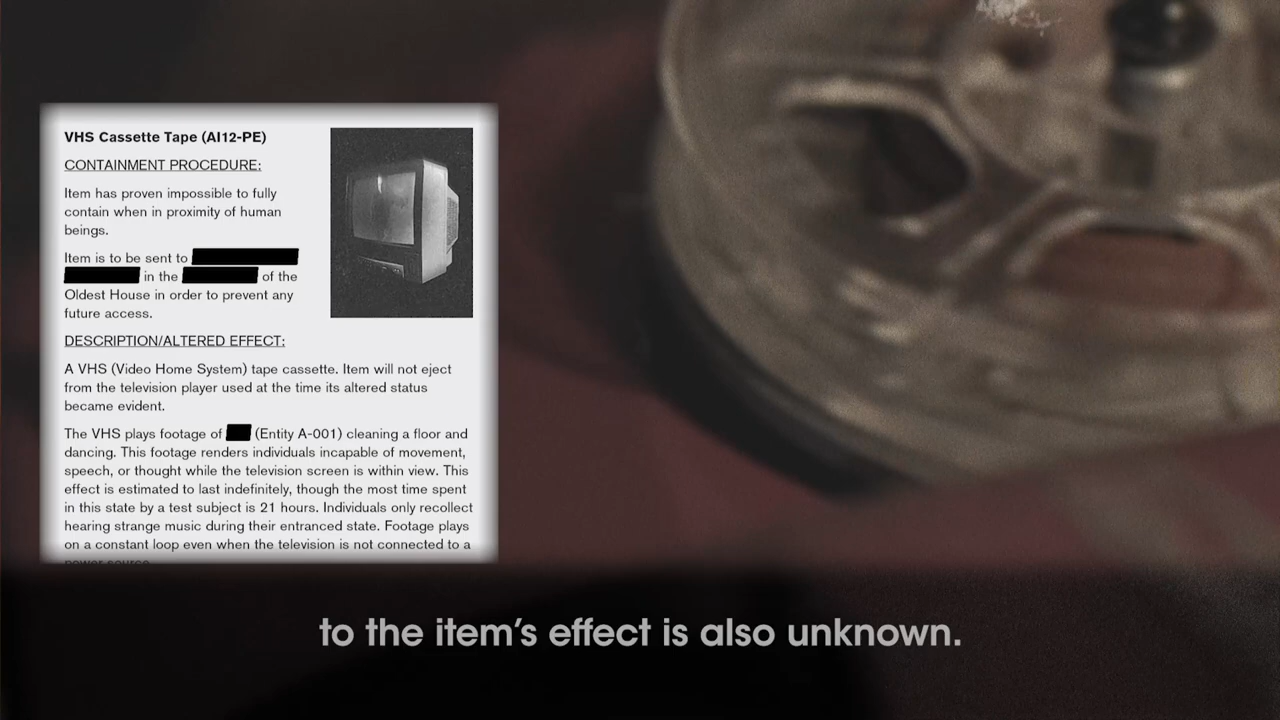 VHS Cassette Tape (AI12-PE)
CONTAINMENT PROCEDURE:
Item has proven impossible to fully
contain when in proximity of human
beings.
Item is to be sent to
in the of the
Oldest House in order to prevent any
future access.
DESCRIPTION/ALTERED EFFECT:
A VHS (Video Home System) tape cassette. Item will not eject
from the television player used at the time its altered status
became evident.
The VHS plays footage of (Entity A-001) cleaning a floor and
dancing. This footage renders individuals incapable of movement,
speech, or thought while the television screen is within view. This
effect is estimated to last indefinitely, though the most time spent
in this state by a test subject is 21 hours. Individuals only recollect
hearing strange music during their entranced state. Footage plays
on a constant loop even when the television is not connected to a
power source.
to the item's effect is also unknown.